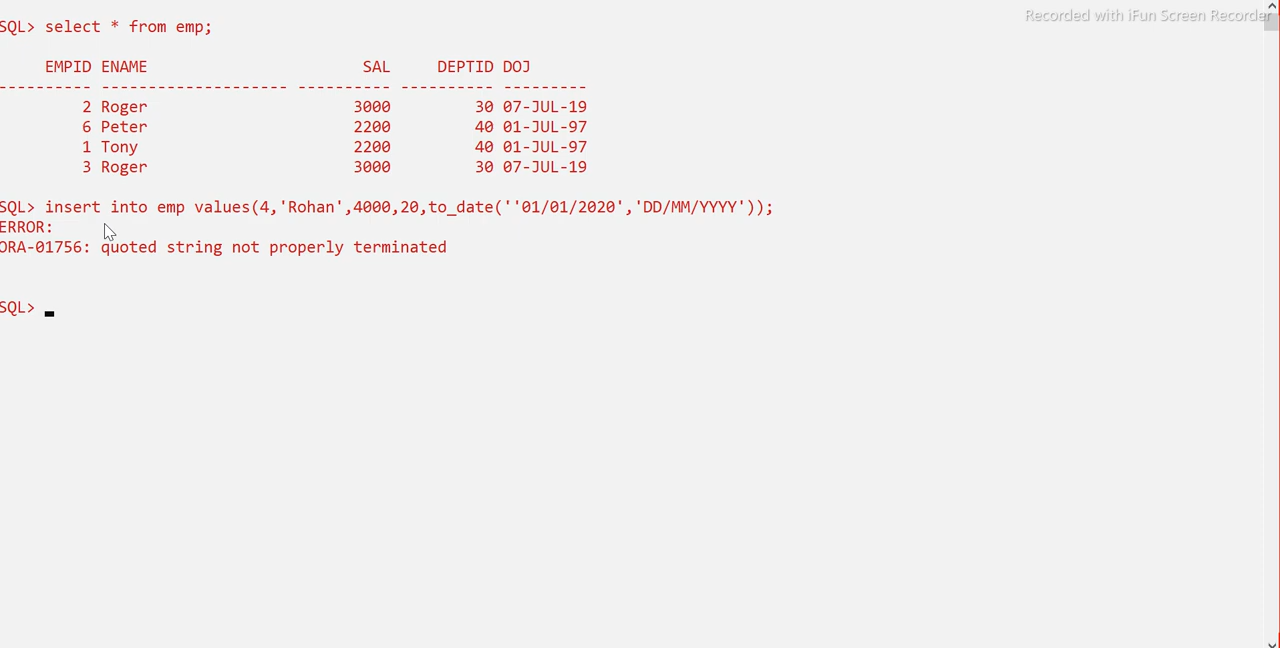 Recorded with iFun Screen Recorder
SQL> select * from emp;
EMPID ENAME SAL DEPTID DOJ
---------- -------------------- ---------- ---------- ---------
2 Roger 3000 30 07-JUL-19
6 Peter 2200 40 01-JUL-97
1 Tony 2200 40 01-JUL-97
3 Roger 3000 30 07-JUL-19
SQL> insert into emp values(4,'Rohan',4000,20,to_date(''01/01/2020','DD/MM/YYYY'));
ERROR:
ORA-01756: quoted string not properly terminated
SQL>